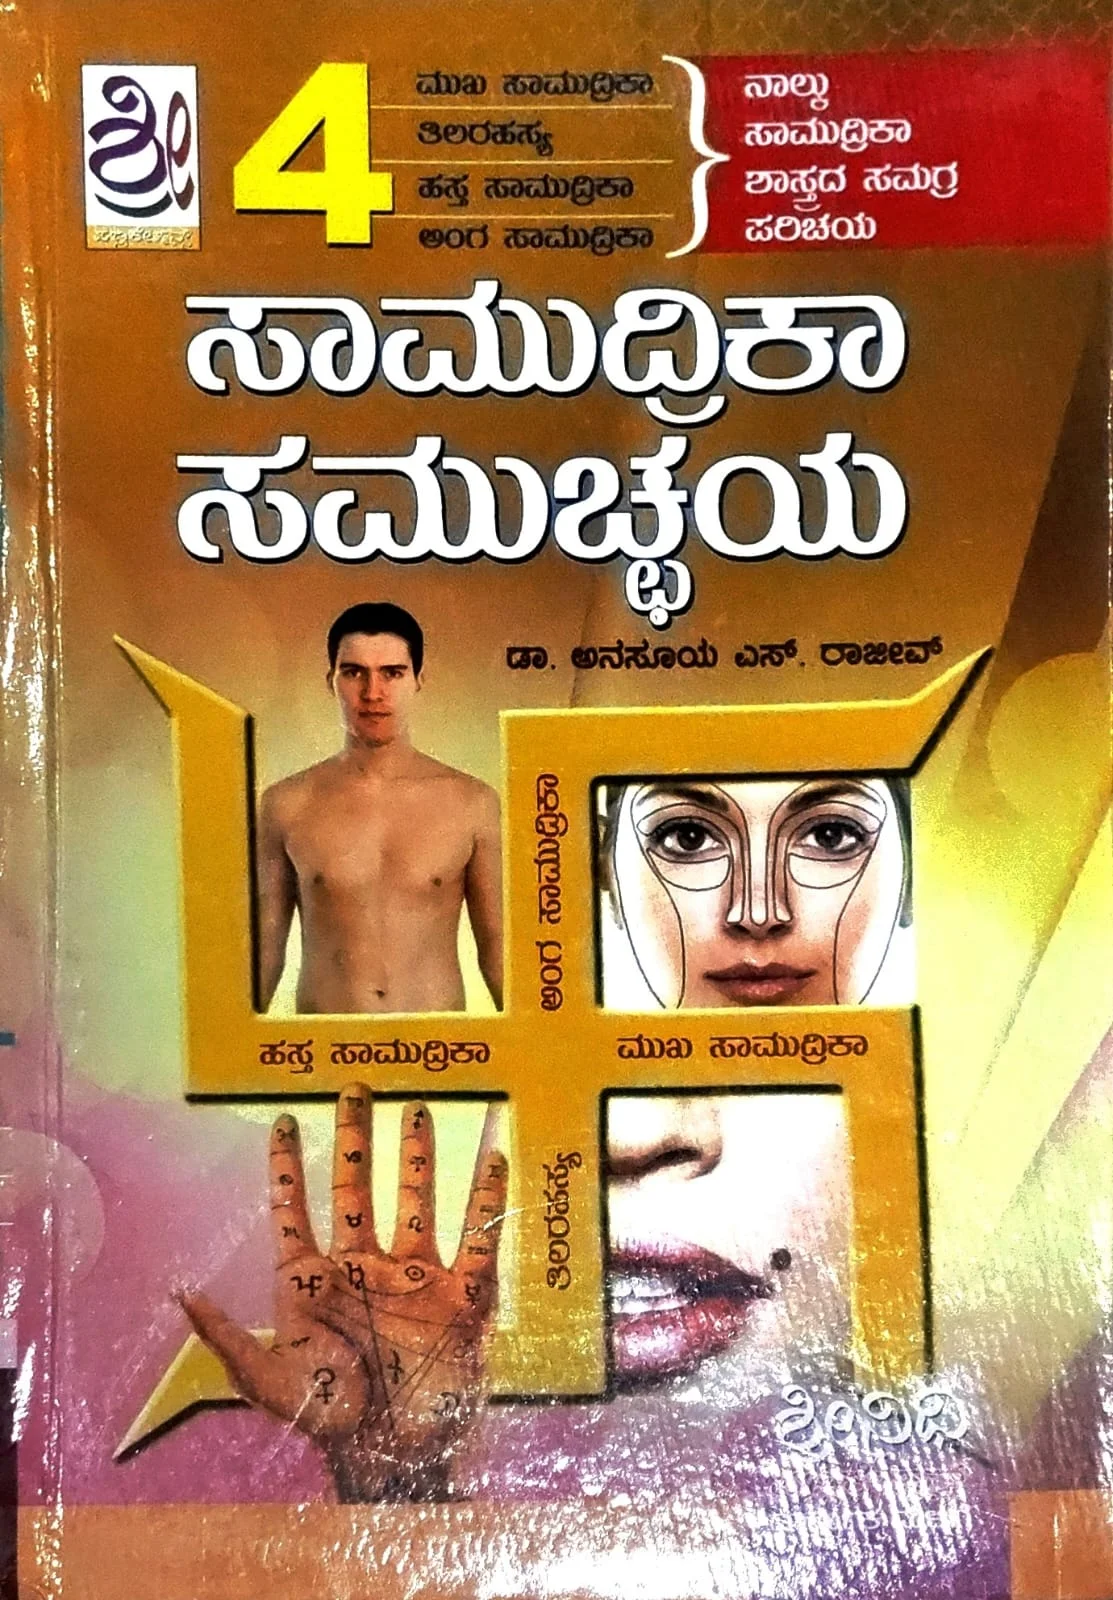 ಶ್ರೀ
4
ಮುಖ ಸಾಮುದ್ರಿಕಾ
ತಿಲರಹಸ್ಯ
ಹಸ್ತ ಸಾಮುದ್ರಿಕಾ
ಅಂಗ ಸಾಮುದ್ರಿಕಾ
ನಾಲ್ಕು
ಸಾಮುದ್ರಿಕಾ
ಶಾಸ್ತ್ರದ ಸಮಗ್ರ
ಪರಿಚಯ
ಸಾಮುದ್ರಿಕಾ
ಸಮುಚ್ಛಯ
ಡಾ. ಅನಸೂಯ ಎಸ್. ರಾಜೀವ್
ಅಂಗ ಸಾಮುದ್ರಿಕಾ
ಹಸ್ತ ಸಾಮುದ್ರಿಕಾ
ಮುಖ ಸಾಮುದ್ರಿಕಾ
ತಿಲರಹಸ್ಯ
ಶ್ರೀನಿಧಿ